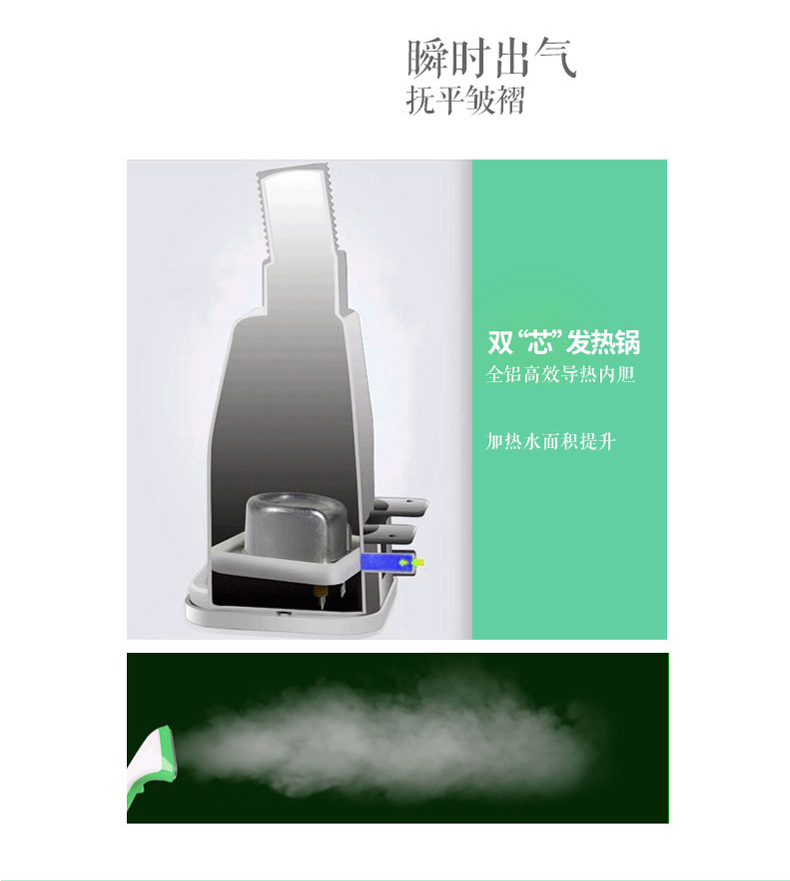 瞬时出气
抚平皱褶
双“芯”发热锅
全铝高效导热内胆
加热水面积提升